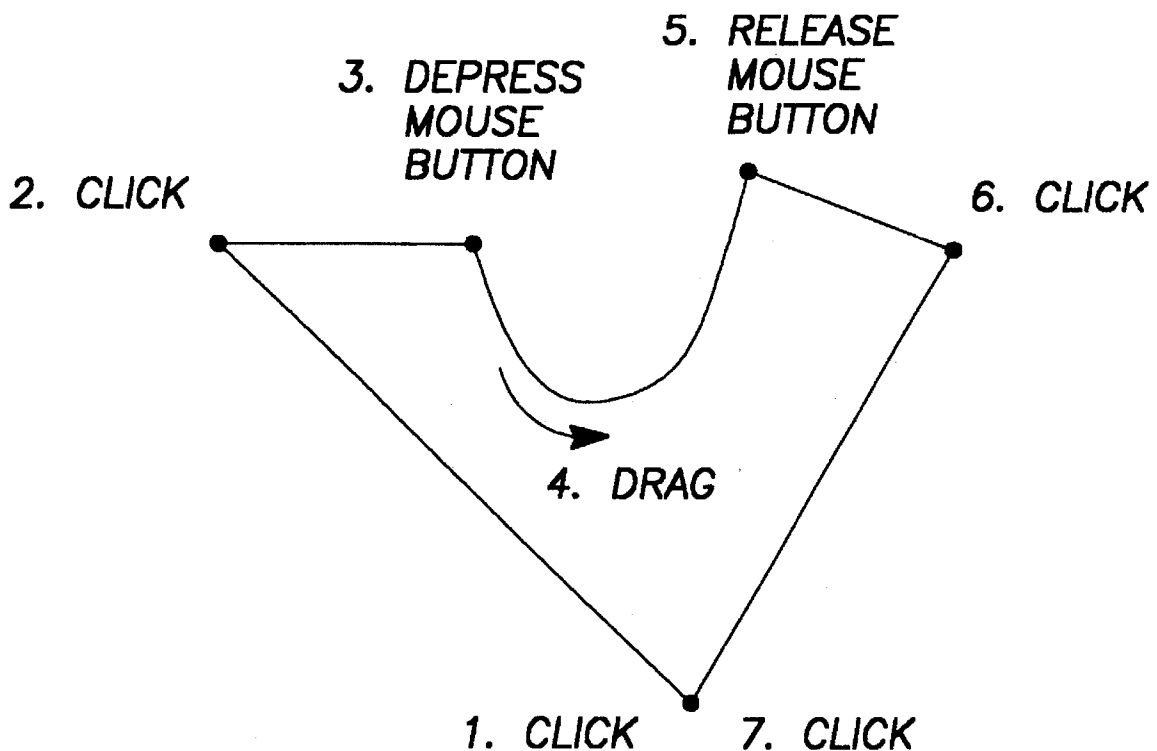 5. RELEASE
MOUSE
BUTTON
3. DEPRESS
MOUSE
BUTTON
2. CLICK
6. CLICK
4. DRAG
1. CLICK
7. CLICK